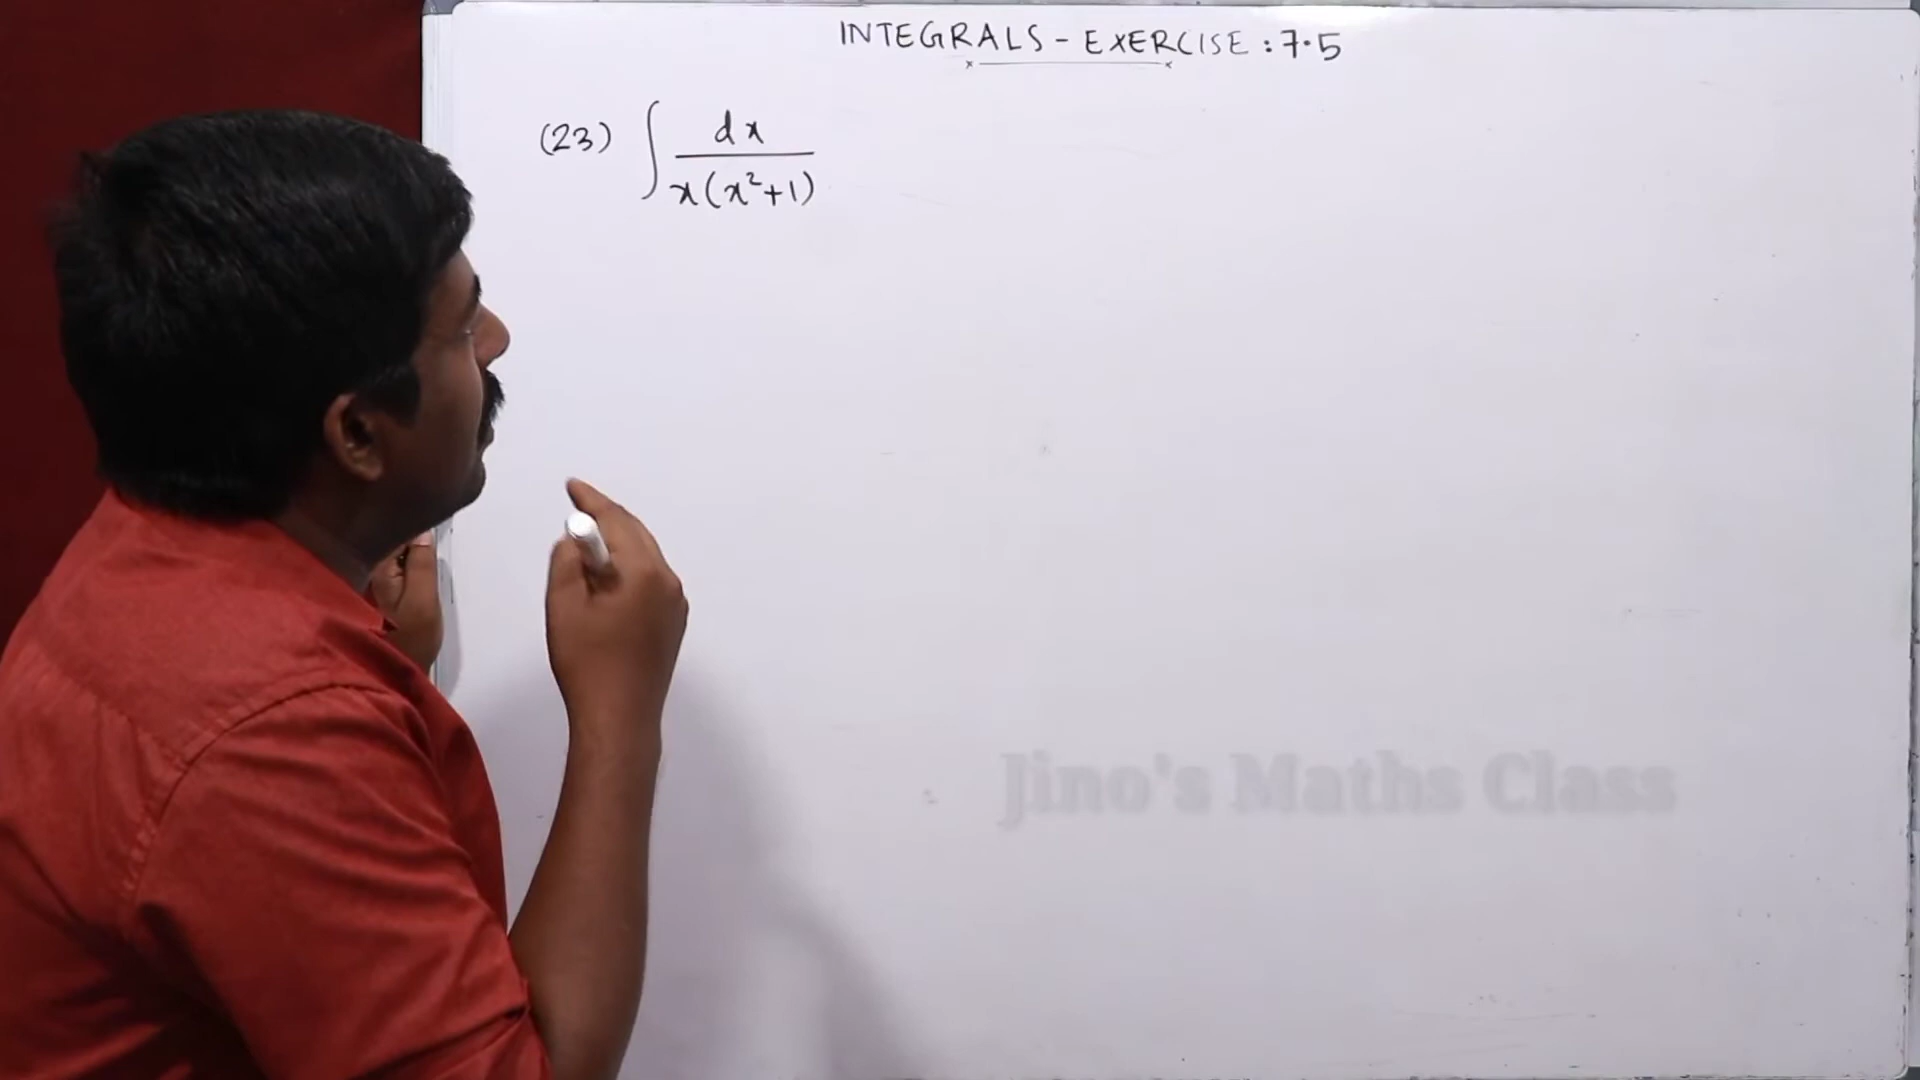 INTEGRALS - EXERCISE : 7.5
(23) ∫ dx / x(x²+1)
Jino's Maths Class